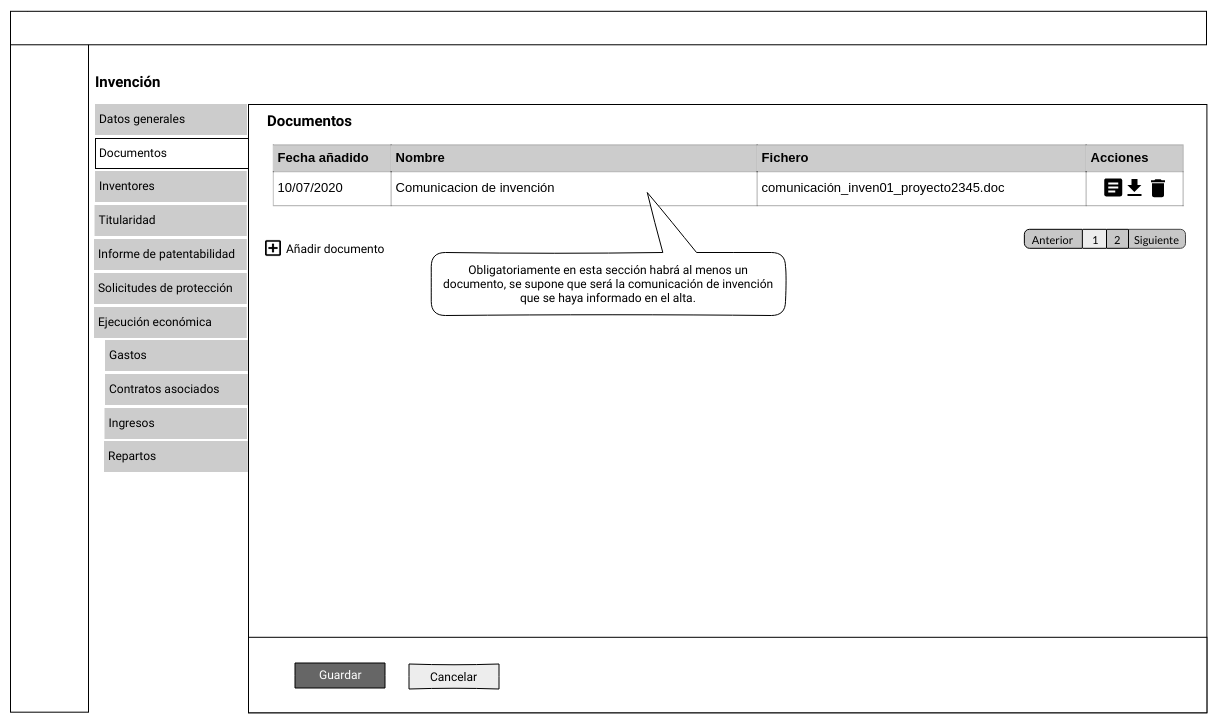 Invención
Datos generales
Documentos
Inventores
Titularidad
Informe de patentabilidad
Solicitudes de protección
Ejecución económica
Gastos
Contratos asociados
Ingresos
Repartos
Documentos
Fecha añadido Nombre Fichero Acciones
10/07/2020 Comunicacion de invención comunicación_inven01_proyecto2345.doc
Anterior 1 2 Siguiente
Añadir documento
Obligatoriamente en esta sección habrá al menos un
documento, se supone que será la comunicación de invención
que se haya informado en el alta.
Guardar Cancelar